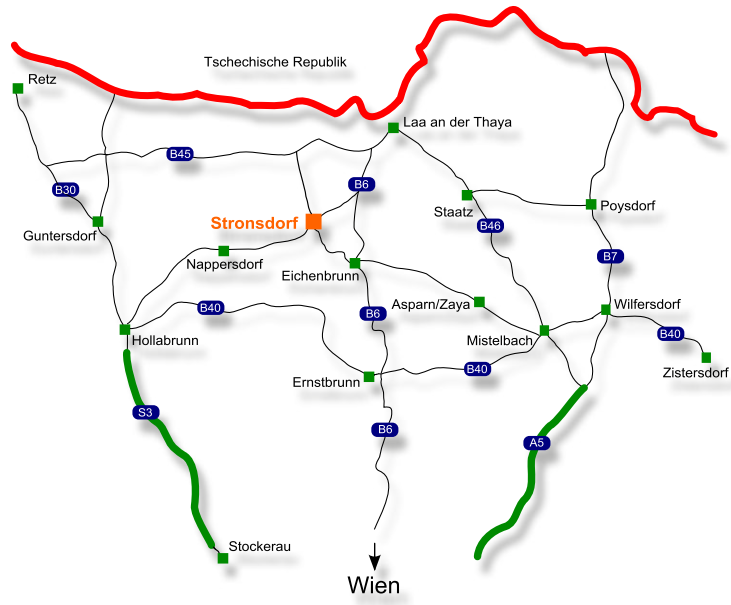 Tschechische Republik
Retz
Laa an der Thaya
B45
B30
B6
Staatz
Poysdorf
Stronsdorf
B46
Guntersdorf
Nappersdorf
B7
Eichenbrunn
Asparn/Zaya
Wilfersdorf
B40
B6
Hollabrunn
Mistelbach
B40
Ernstbrunn
B40
Zistersdorf
S3
B6
A5
Stockerau
Wien